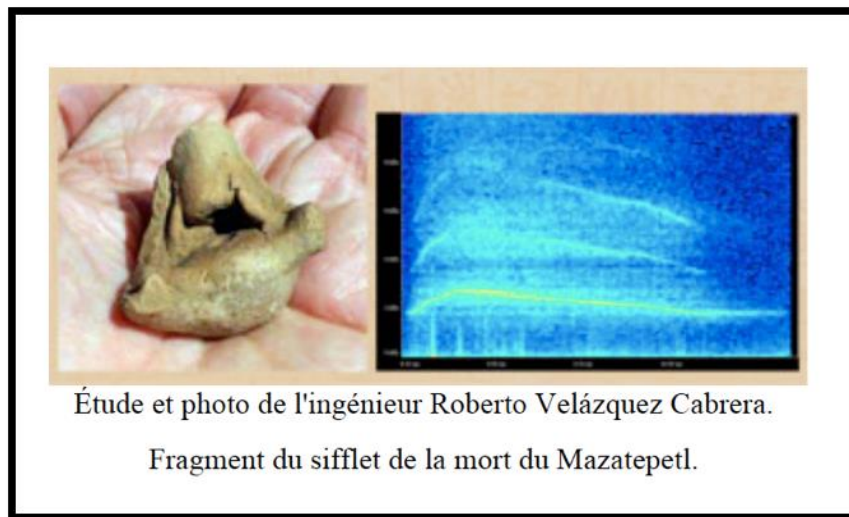 Étude et photo de l'ingénieur Roberto Velázquez Cabrera.
Fragment du sifflet de la mort du Mazatepetl.